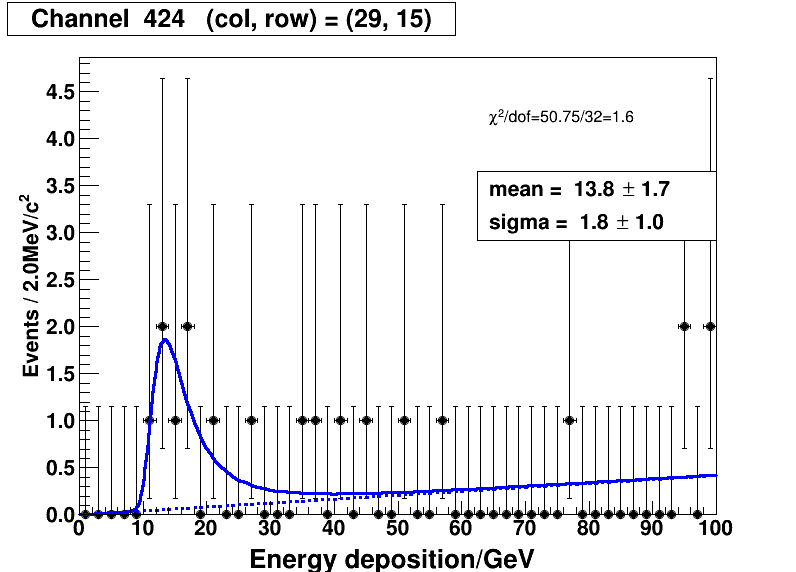 Channel 424 (col, row) = (29, 15)
χ²/dof=50.75/32=1.6
mean = 13.8 ± 1.7
sigma = 1.8 ± 1.0
Events / 2.0MeV/c²
4.5
4.0
3.5
3.0
2.5
2.0
1.5
1.0
0.5
0.0
0 10 20 30 40 50 60 70 80 90 100
Energy deposition/GeV